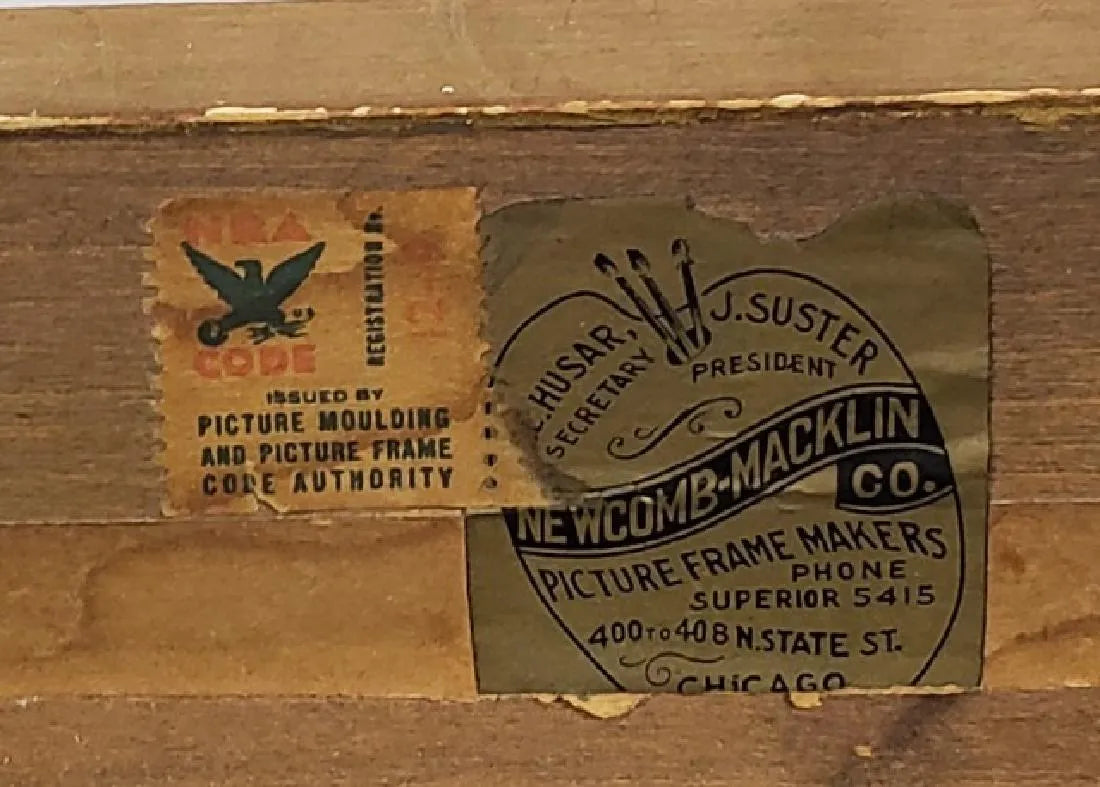 NRA
CODE
REGISTRATION No.
ISSUED BY
PICTURE MOULDING
AND PICTURE FRAME
CODE AUTHORITY
HUSAR,
SECRETARY
J. SUSTER
PRESIDENT
NEWCOMB-MACKLIN
CO.
PICTURE FRAME MAKERS
PHONE
SUPERIOR 5415
400 TO 408 N. STATE ST.
CHICAGO